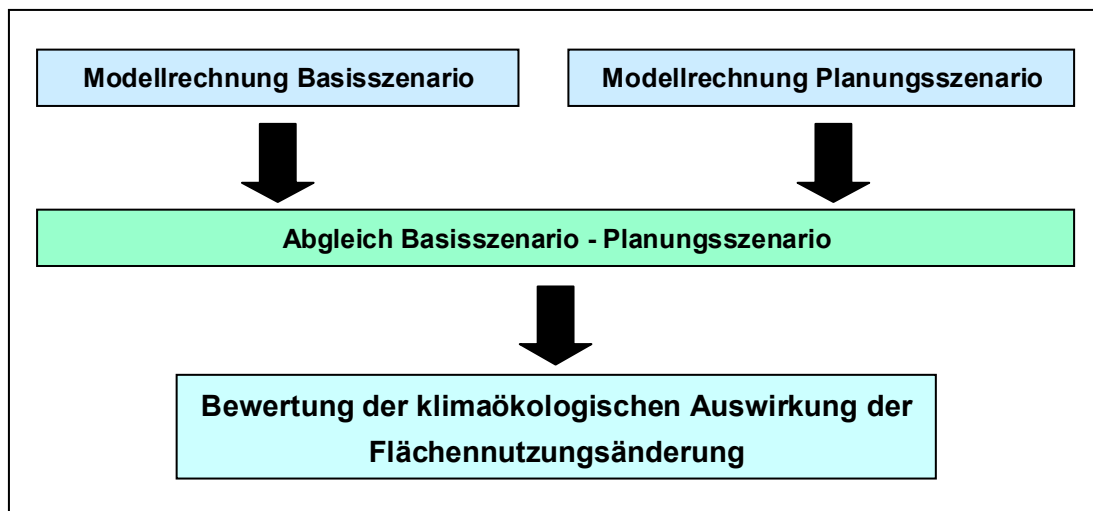 Modellrechnung Basisszenario
Modellrechnung Planungsszenario
Abgleich Basisszenario - Planungsszenario
Bewertung der klimaökologischen Auswirkung der
Flächennutzungsänderung